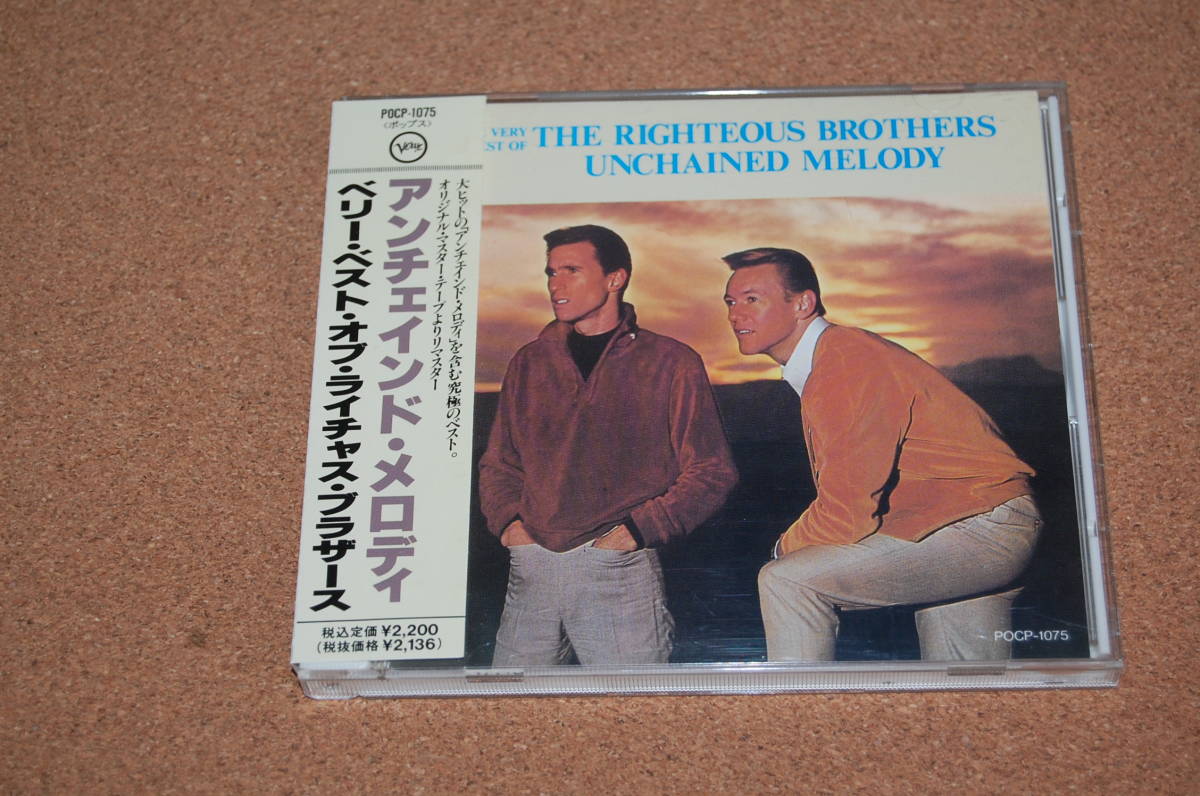 POCP-1075
〈ポップス〉
Verve
アンチェインド・メロディ
ベリー・ベスト・オブ・ライチャス・ブラザース
大ヒットの「アンチェインド・メロディ」を含む究極のベスト。
オリジナル・マスター・テープよりリマスター
税込定価¥2,200
(税抜価格¥2,136)
VERY
ST OF
THE RIGHTEOUS BROTHERS
UNCHAINED MELODY
POCP-1075